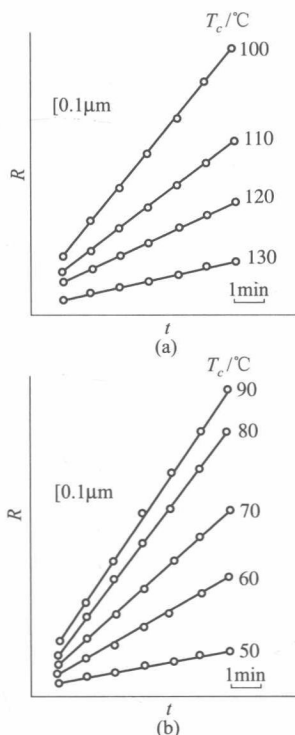 T_c/°C
100
[0.1μm
110
R
120
130
1min
t
(a)
T_c/°C
90
80
[0.1μm
R
70
60
50
1min
t
(b)